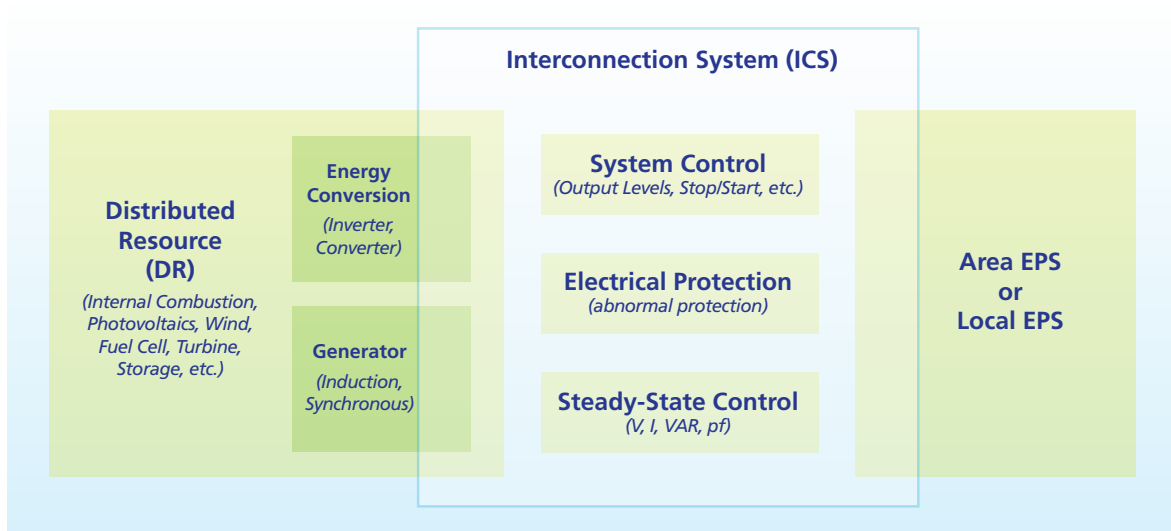 Interconnection System (ICS)
Distributed
Resource
(DR)
(Internal Combustion,
Photovoltaics, Wind,
Fuel Cell, Turbine,
Storage, etc.)
Energy
Conversion
(Inverter,
Converter)
Generator
(Induction,
Synchronous)
System Control
(Output Levels, Stop/Start, etc.)
Electrical Protection
(abnormal protection)
Steady-State Control
(V, I, VAR, pf)
Area EPS
or
Local EPS